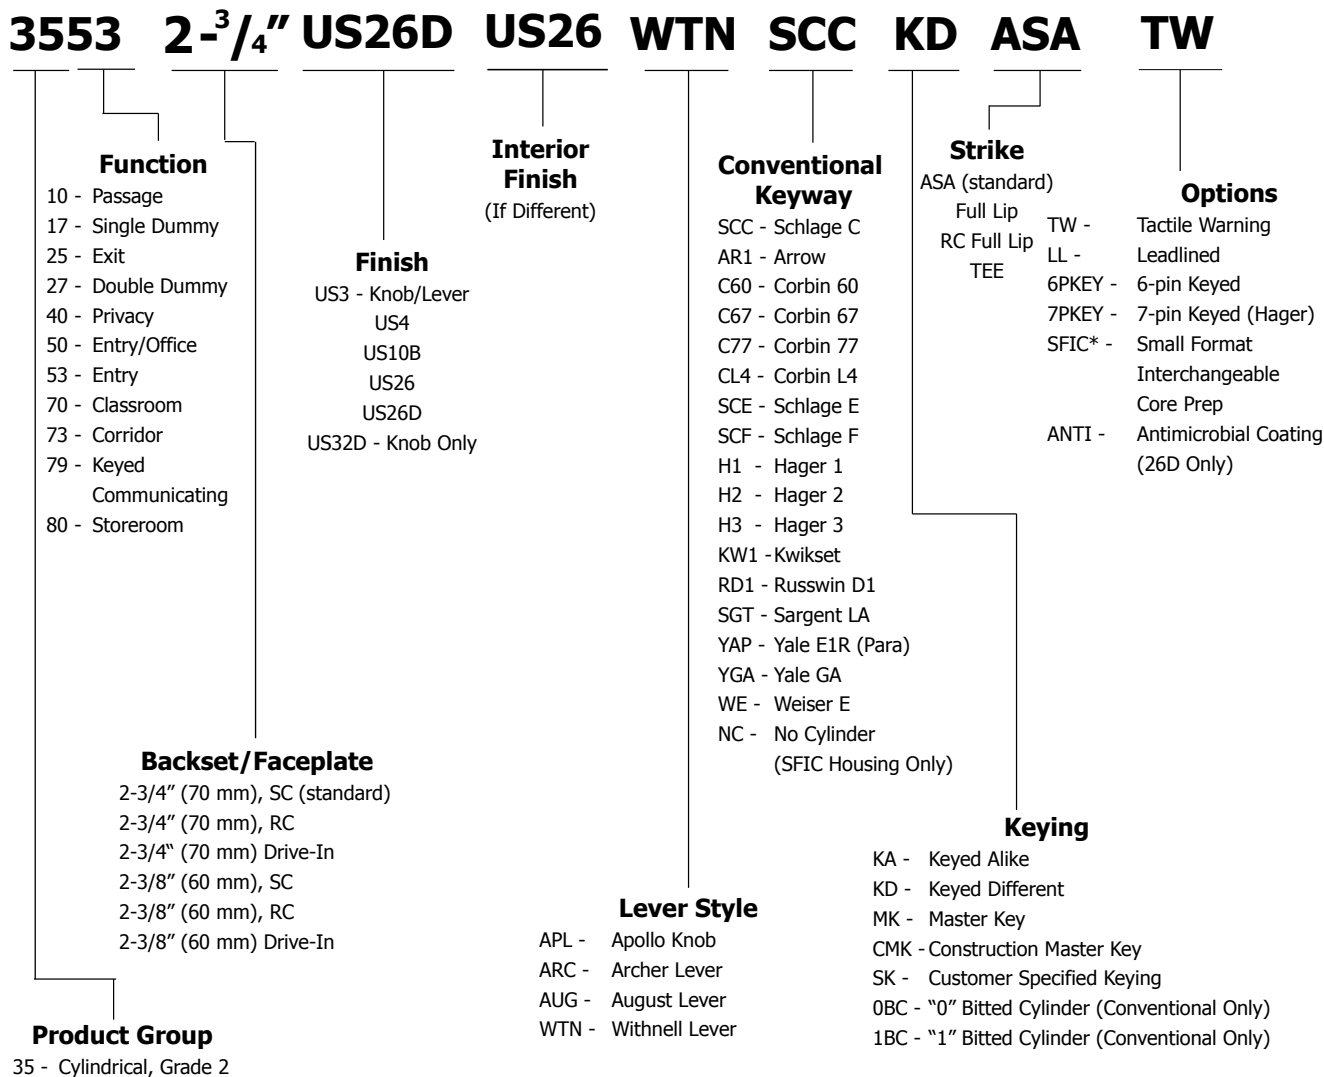 3553 2-3/4" US26D US26 WTN SCC KD ASA TW
Function
10 - Passage
17 - Single Dummy
25 - Exit
27 - Double Dummy
40 - Privacy
50 - Entry/Office
53 - Entry
70 - Classroom
73 - Corridor
79 - Keyed
Communicating
80 - Storeroom
Finish
US3 - Knob/Lever
US4
US10B
US26
US26D
US32D - Knob Only
Interior
Finish
(If Different)
Conventional
Keyway
SCC - Schlage C
AR1 - Arrow
C60 - Corbin 60
C67 - Corbin 67
C77 - Corbin 77
CL4 - Corbin L4
SCE - Schlage E
SCF - Schlage F
H1 - Hager 1
H2 - Hager 2
H3 - Hager 3
KW1 - Kwikset
RD1 - Russwin D1
SGT - Sargent LA
YAP - Yale E1R (Para)
YGA - Yale GA
WE - Weiser E
NC - No Cylinder
(SFIC Housing Only)
Strike
ASA (standard)
Full Lip
RC Full Lip
TEE
Options
TW - Tactile Warning
LL - Leadlined
6PKEY - 6-pin Keyed
7PKEY - 7-pin Keyed (Hager)
SFIC* - Small Format
Interchangeable
Core Prep
ANTI - Antimicrobial Coating
(26D Only)
Backset/Faceplate
2-3/4" (70 mm), SC (standard)
2-3/4" (70 mm), RC
2-3/4" (70 mm) Drive-In
2-3/8" (60 mm), SC
2-3/8" (60 mm), RC
2-3/8" (60 mm) Drive-In
Lever Style
APL - Apollo Knob
ARC - Archer Lever
AUG - August Lever
WTN - Withnell Lever
Keying
KA - Keyed Alike
KD - Keyed Different
MK - Master Key
CMK - Construction Master Key
SK - Customer Specified Keying
0BC - "0" Bitted Cylinder (Conventional Only)
1BC - "1" Bitted Cylinder (Conventional Only)
Product Group
35 - Cylindrical, Grade 2